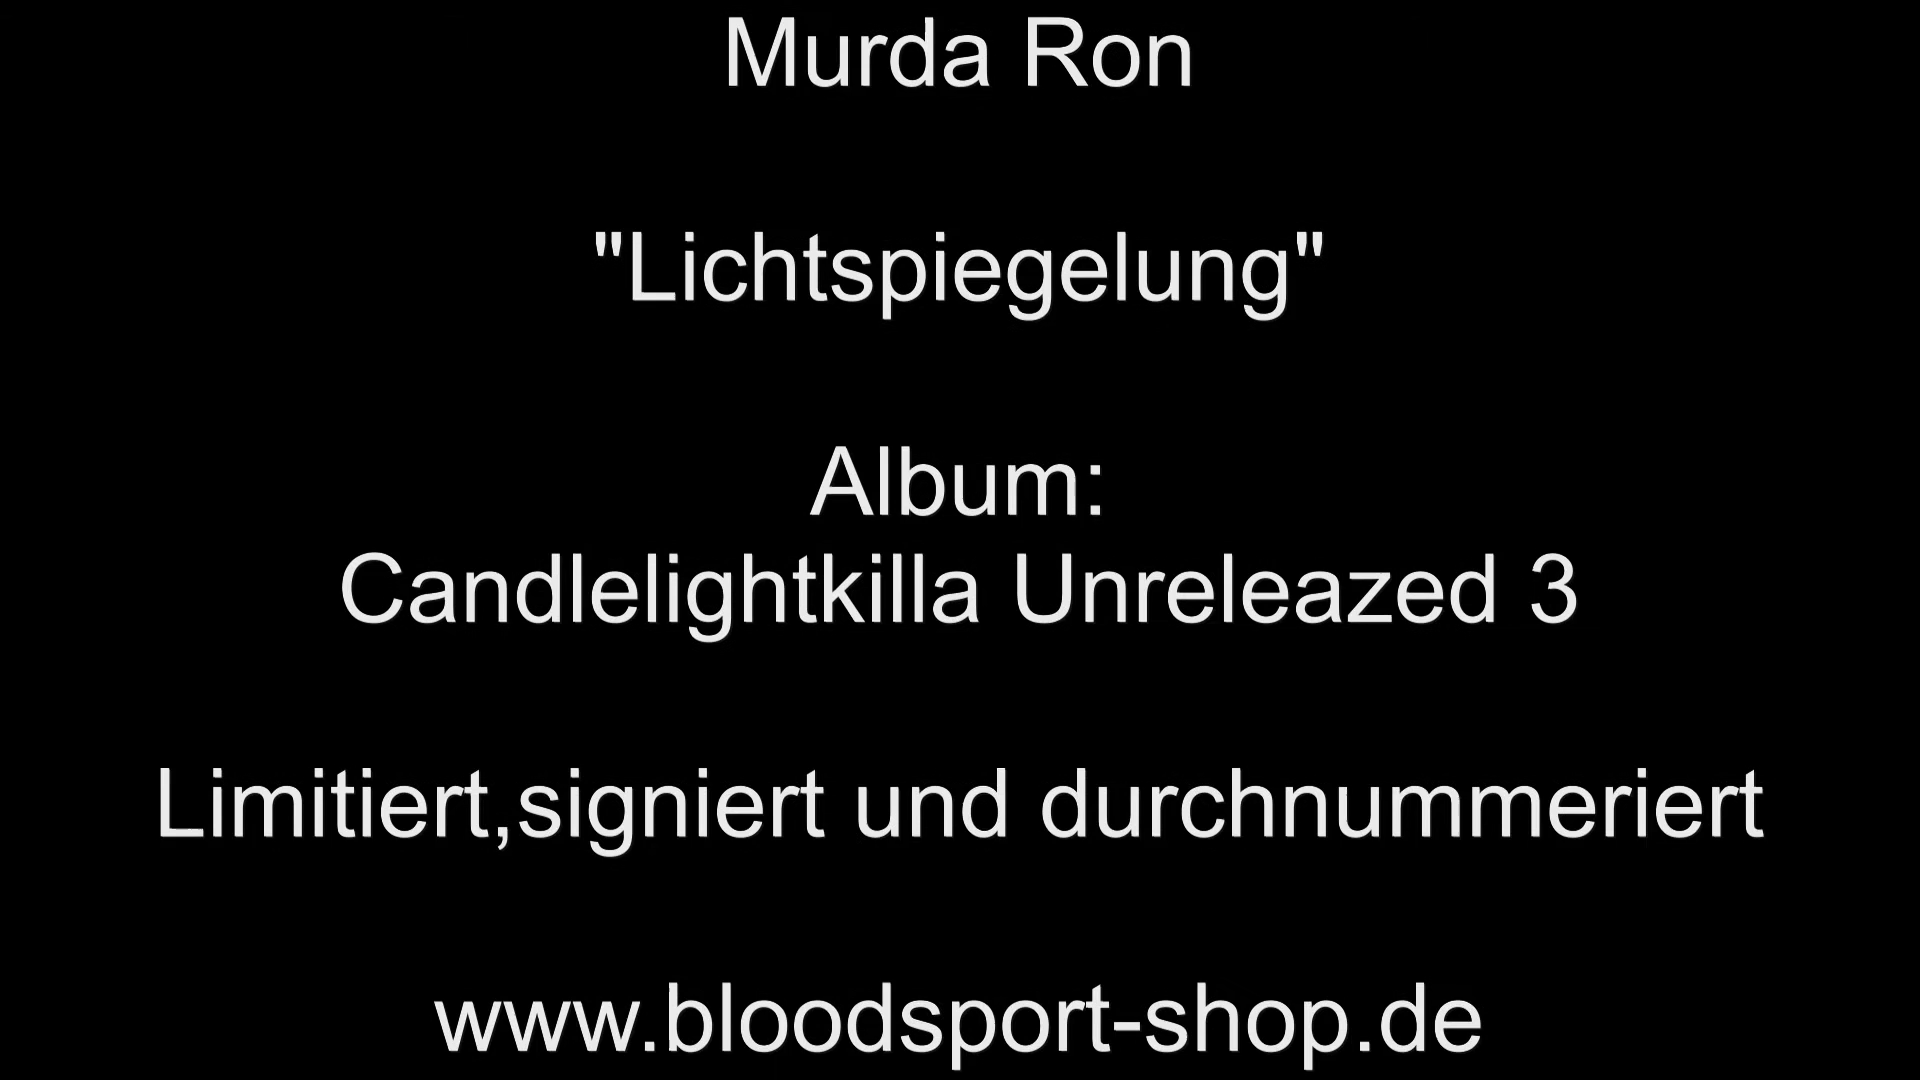 Murda Ron
"Lichtspiegelung"
Album:
Candlelightkilla Unreleazed 3
Limitiert,signiert und durchnummeriert
www.bloodsport-shop.de